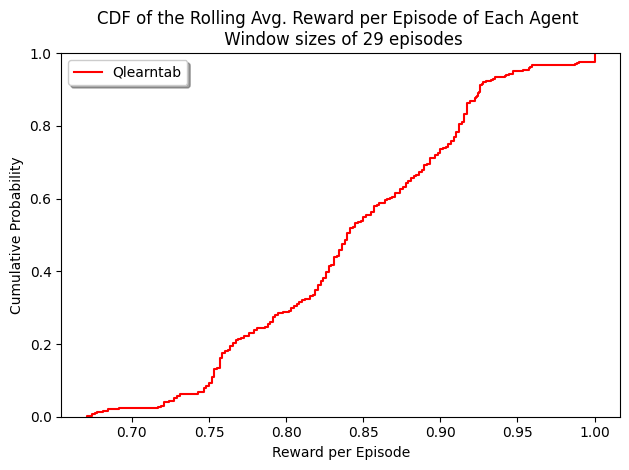 CDF of the Rolling Avg. Reward per Episode of Each Agent
Window sizes of 29 episodes
Qlearntab
1.0
0.8
0.6
0.4
0.2
0.0
Cumulative Probability
0.70 0.75 0.80 0.85 0.90 0.95 1.00
Reward per Episode